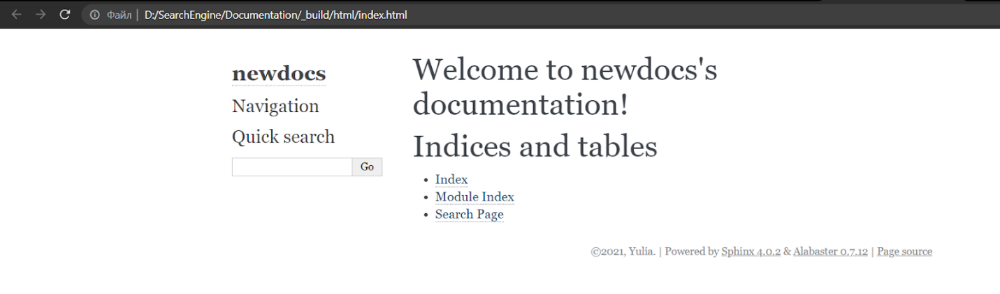 Файл | D:/SearchEngine/Documentation/_build/html/index.html
newdocs
Navigation
Quick search
Go
Welcome to newdocs's
documentation!
Indices and tables
• Index
• Module Index
• Search Page
©2021, Yulia. | Powered by Sphinx 4.0.2 & Alabaster 0.7.12 | Page source